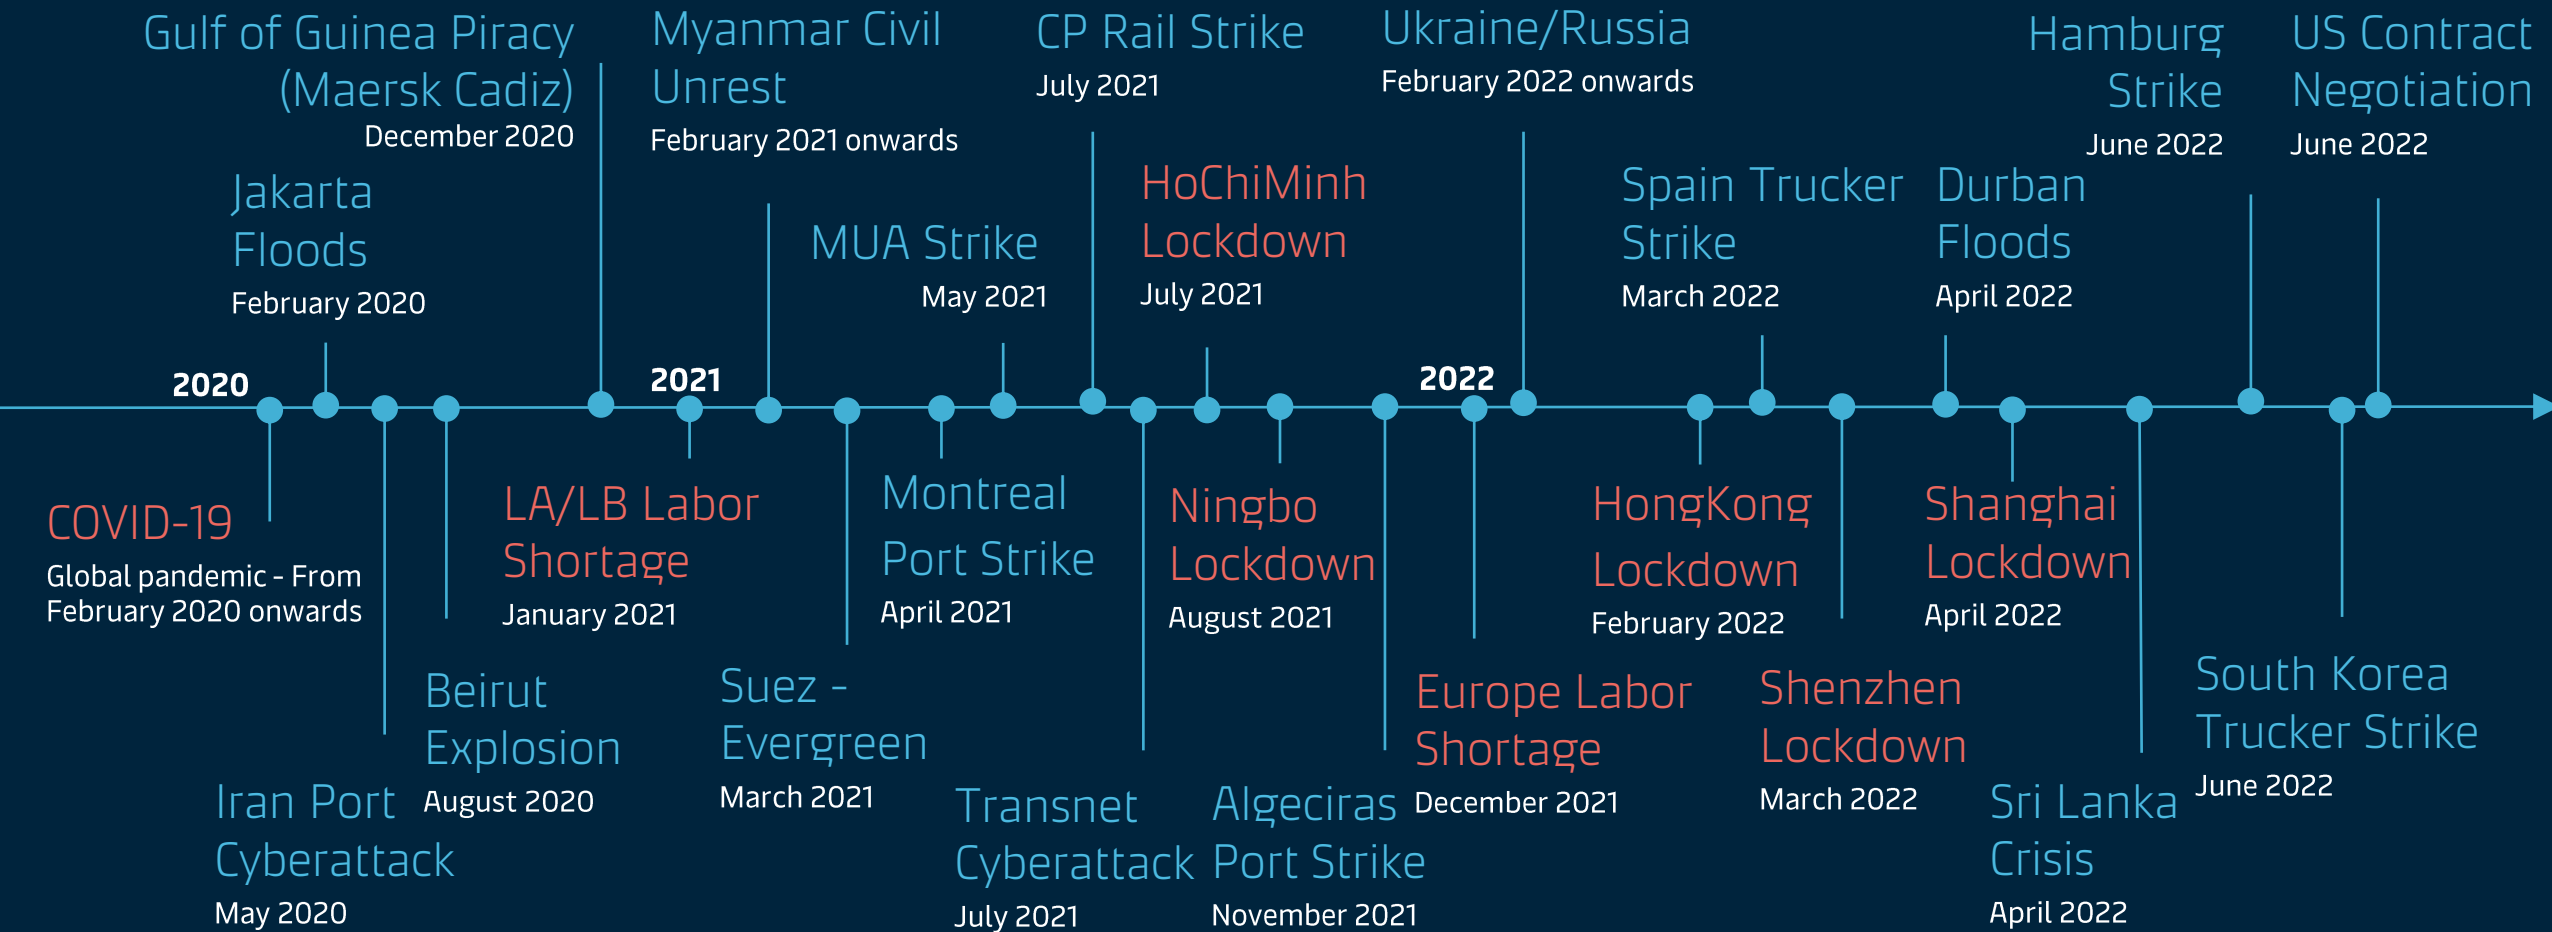 Gulf of Guinea Piracy
(Maersk Cadiz)
December 2020
Myanmar Civil
Unrest
February 2021 onwards
CP Rail Strike
July 2021
Ukraine/Russia
February 2022 onwards
Hamburg
Strike
June 2022
US Contract
Negotiation
June 2022
Jakarta
Floods
February 2020
MUA Strike
May 2021
HoChiMinh
Lockdown
July 2021
Spain Trucker
Strike
March 2022
Durban
Floods
April 2022
2020
2021
2022
COVID-19
Global pandemic - From
February 2020 onwards
LA/LB Labor
Shortage
January 2021
Montreal
Port Strike
April 2021
Ningbo
Lockdown
August 2021
HongKong
Lockdown
February 2022
Shanghai
Lockdown
April 2022
Iran Port
Cyberattack
May 2020
Beirut
Explosion
August 2020
Suez -
Evergreen
March 2021
Transnet
Cyberattack
July 2021
Algeciras
Port Strike
November 2021
Europe Labor
Shortage
December 2021
Shenzhen
Lockdown
March 2022
Sri Lanka
Crisis
April 2022
South Korea
Trucker Strike
June 2022